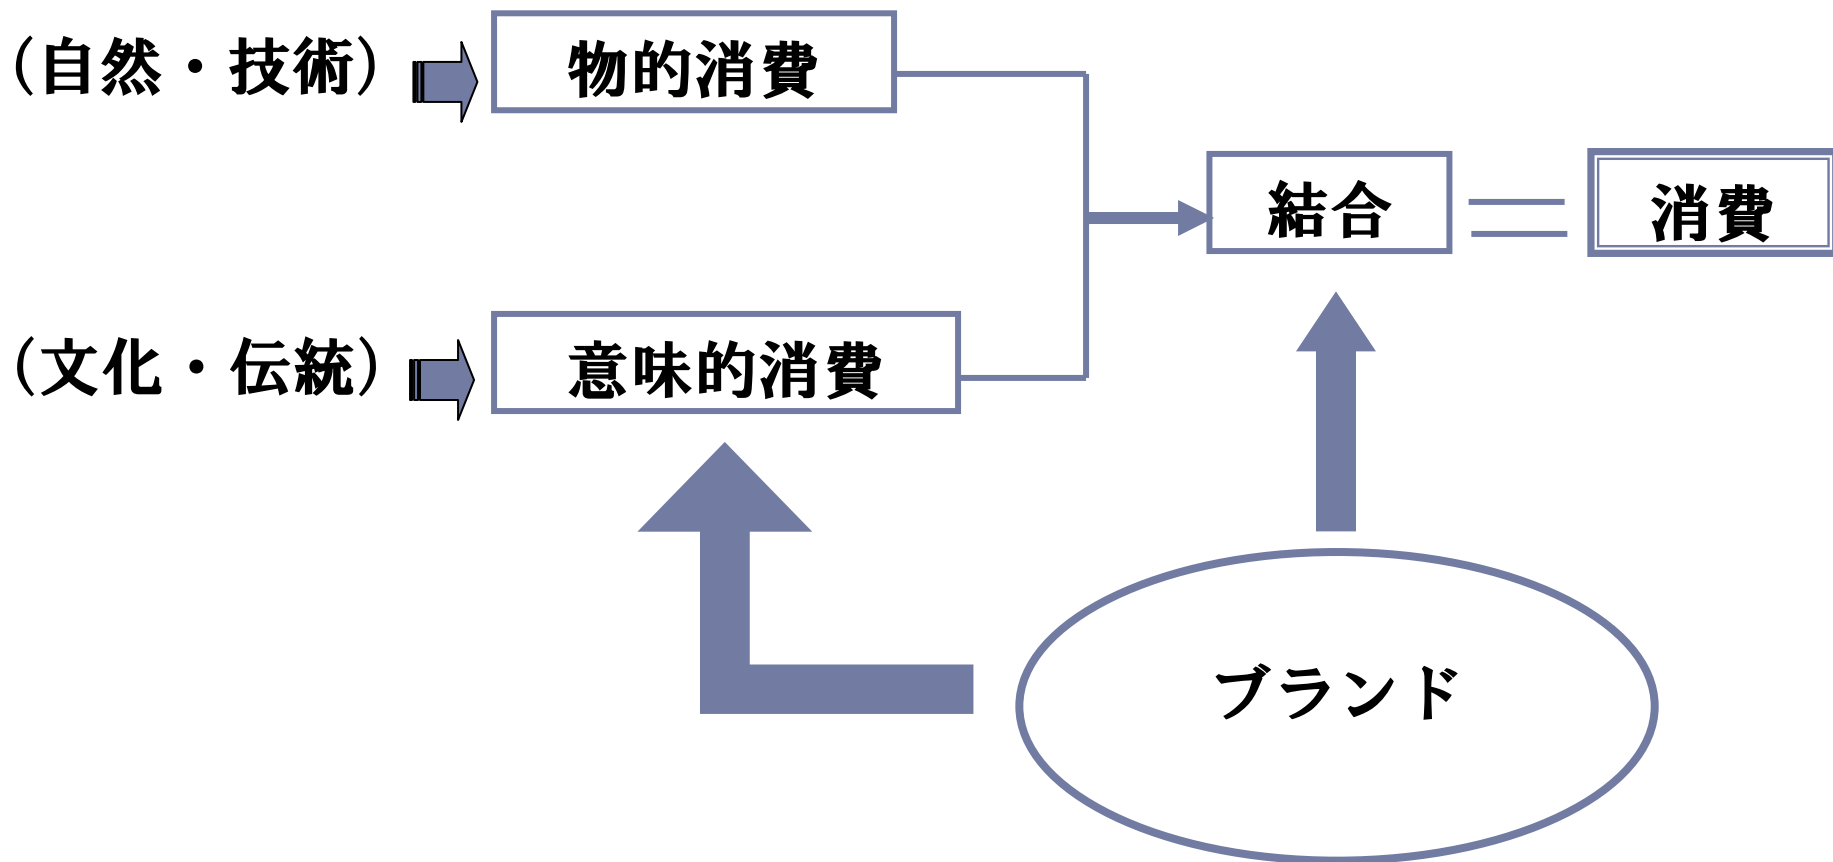 (自然・技術)
物的消費
結合
消費
(文化・伝統)
意味的消費
ブランド